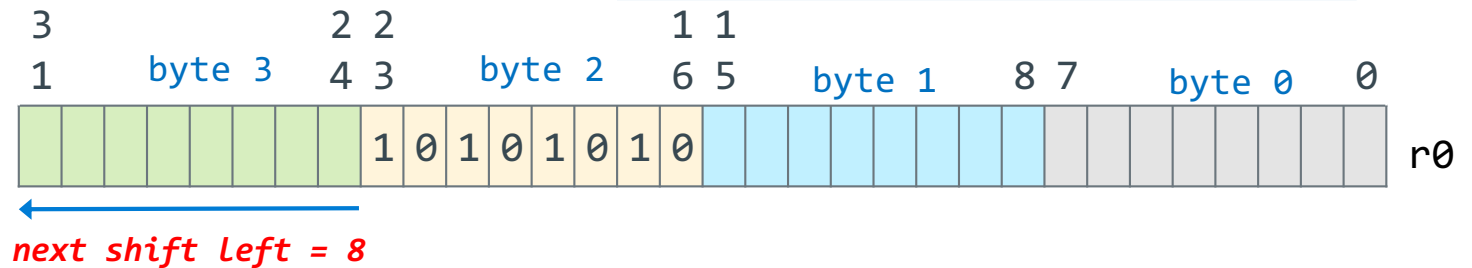 3 2 2 1 1
1 byte 3 4 3 byte 2 6 5 byte 1 8 7 byte 0 0
1 0 1 0 1 0 1 0 r0
next shift left = 8